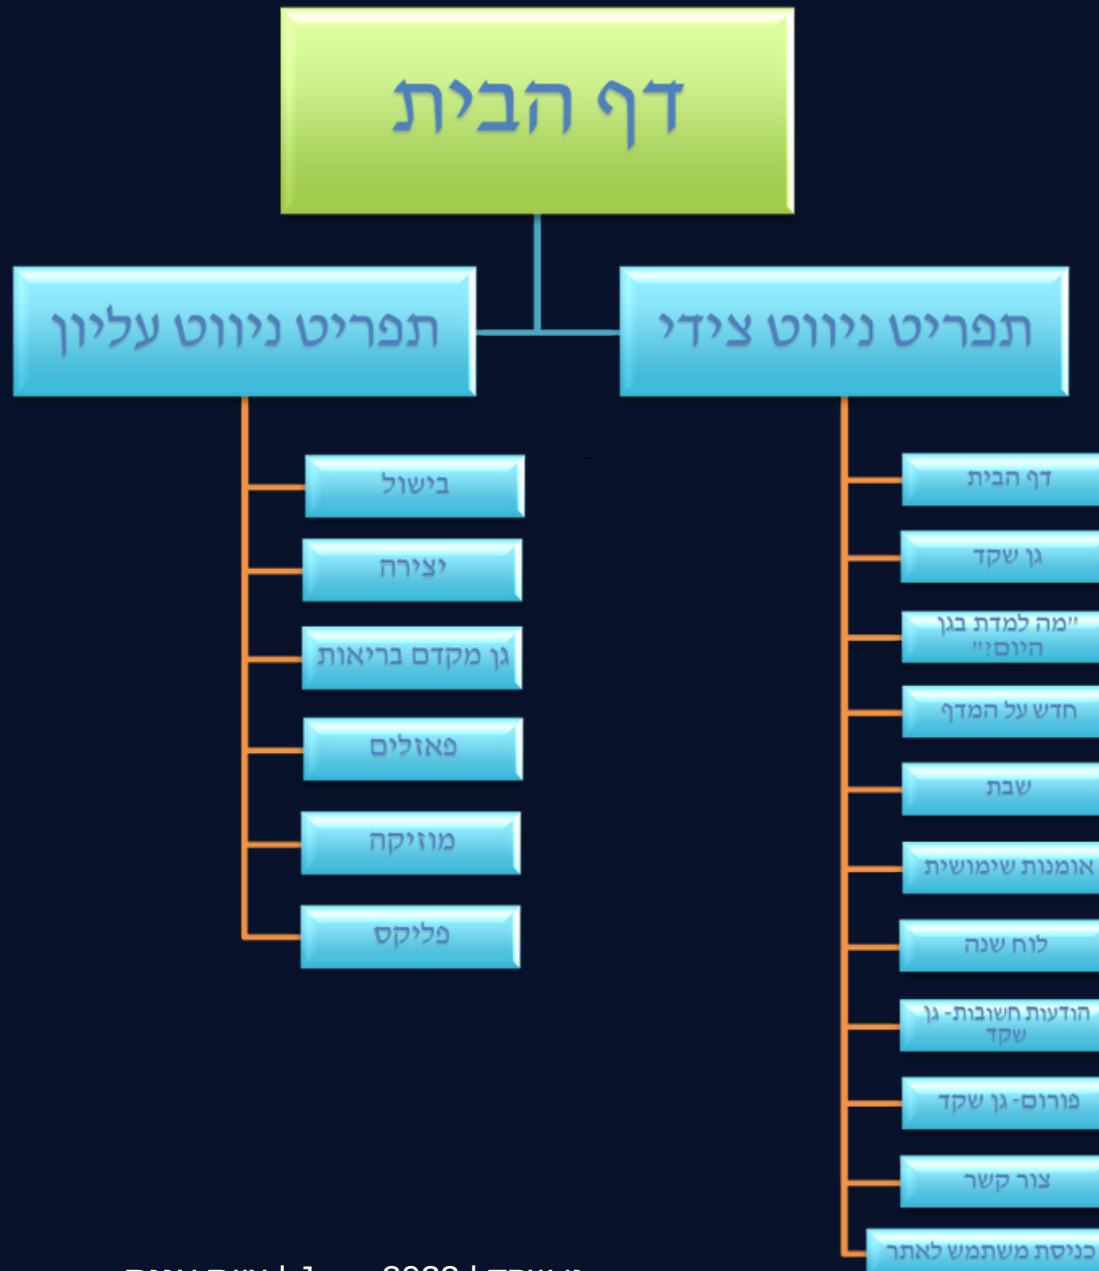 דף הבית
תפריט ניווט צידי
תפריט ניווט עליון
דף הבית
גן שקד
"מה למדת בגן
היום?"
חדש על המדף
שבת
אומנות שימושית
לוח שנה
הודעות חשובות- גן
שקד
פורום- גן שקד
צור קשר
כניסת משתמש לאתר
בישול
יצירה
גן מקדם בריאות
פאזלים
מוזיקה
פליקס